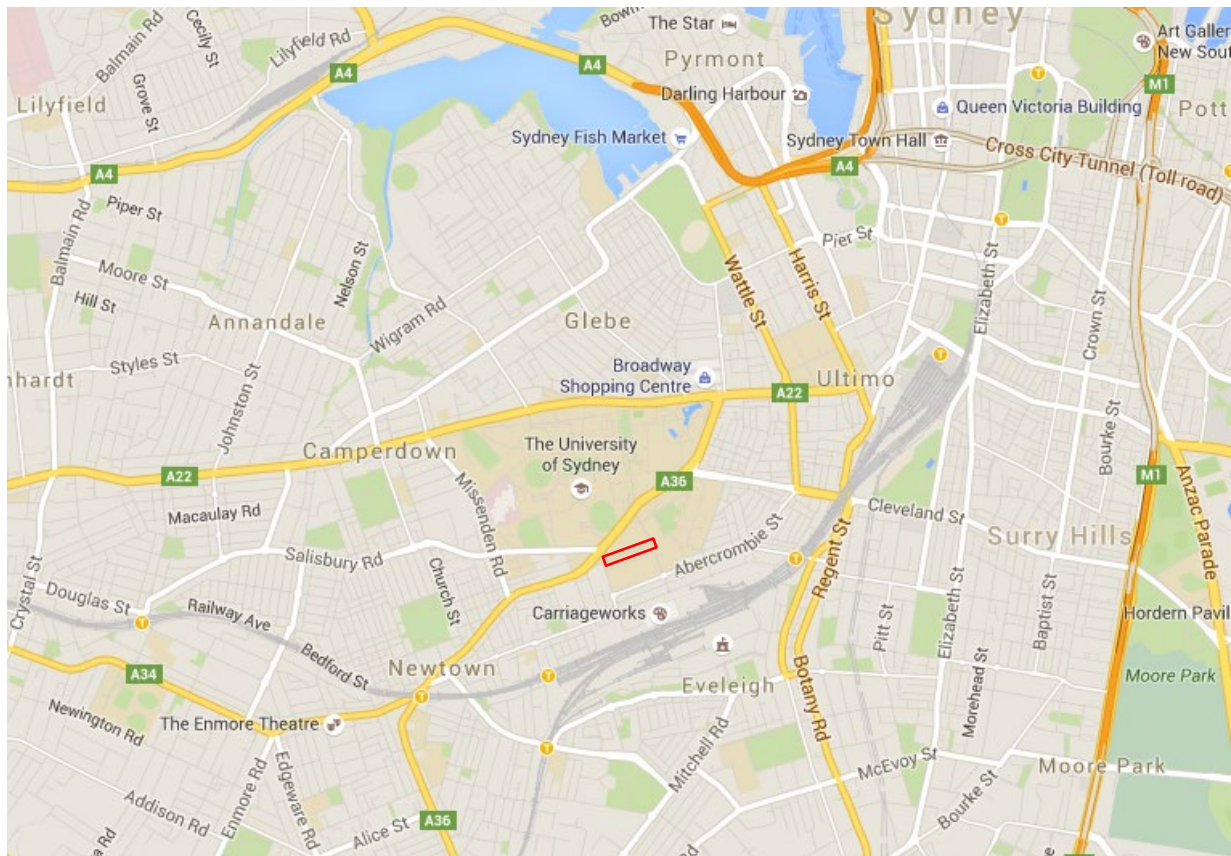 Balmain Rd
Cecily St
Lilyfield Rd
Lilyfield
Grove St
A4
A4
The Star
Pyrmont
Darling Harbour
Sydney Fish Market
Sydney
Art Galler
New Sout
M1
Pott
Queen Victoria Building
Sydney Town Hall
A4
Cross City Tunnel (Toll road)
A4
Balmain Rd
Piper St
Moore St
Hill St
Nelson St
Annandale
Wigram Rd
Glebe
Wattle St
Harris St
Pier St
Elizabeth St
Crown St
Styles St
nhardt
Johnston St
Broadway
Shopping Centre
Ultimo
A22
Camperdown
The University
of Sydney
A22
Missenden Rd
A36
Macaulay Rd
Salisbury Rd
Church St
Abercrombie St
Regent St
Cleveland St
Surry Hills
Bourke St
M1
Anzac Parade
Crystal St
Douglas St
Railway Ave
Bedford St
Carriageworks
Pitt St
Elizabeth St
Baptist St
Hordern Pavil
A34
Newtown
Eveleigh
Botany Rd
Morehead St
Moore Park
Newington Rd
The Enmore Theatre
Mitchell Rd
McEvoy St
Moore Park
Enmore Rd
Edgeware Rd
Addison Rd
Alice St
A36
Bourke St